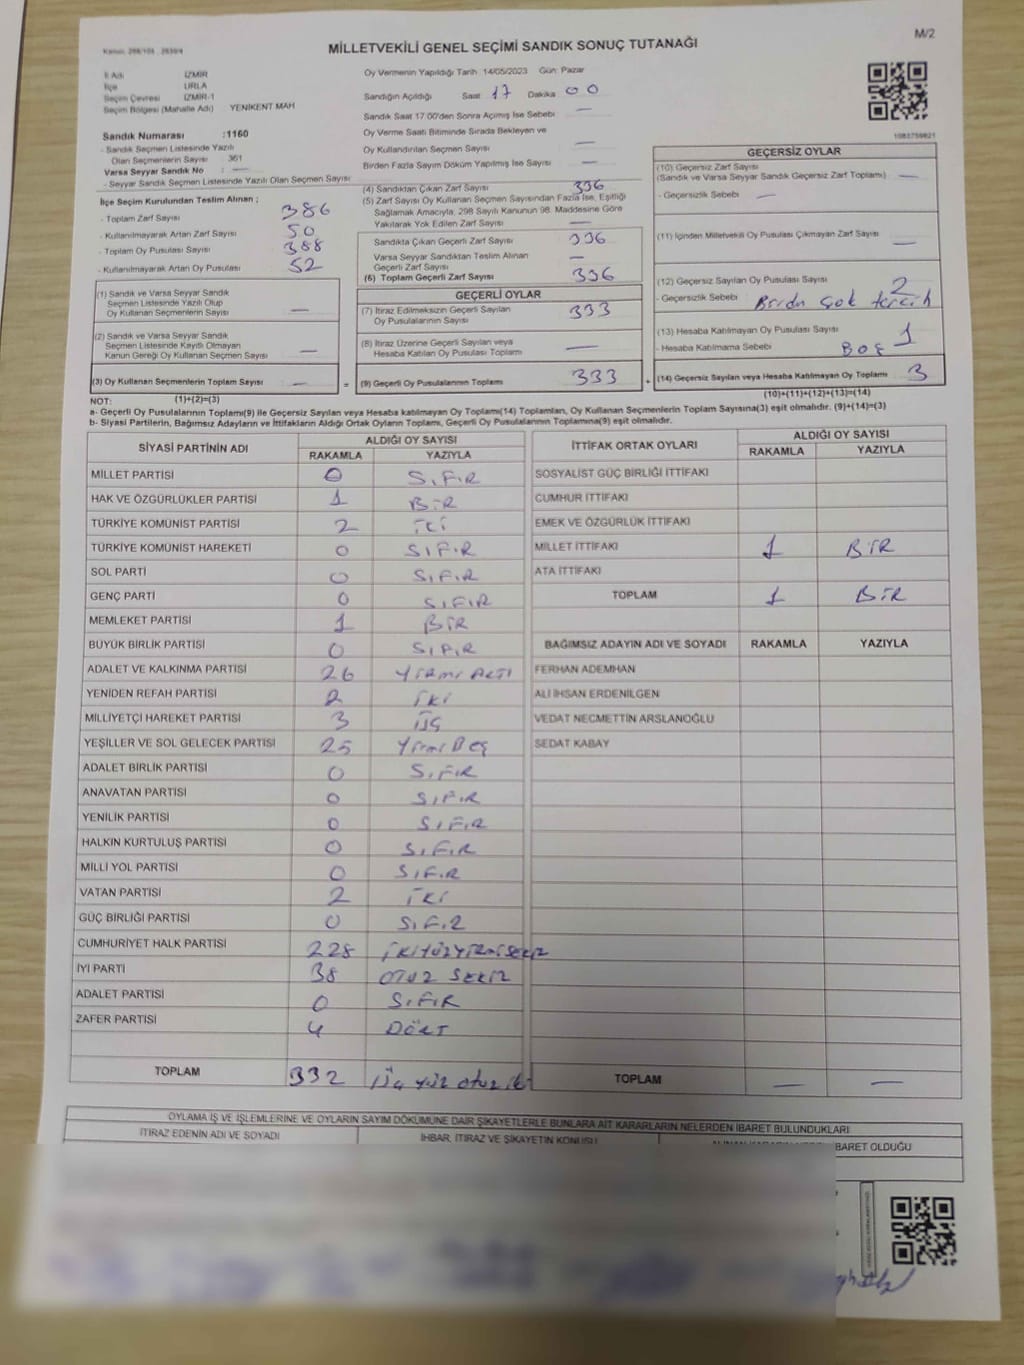 M/2
MİLLETVEKİLİ GENEL SEÇİMİ SANDIK SONUÇ TUTANAĞI
İl Adı İZMİR
İlçe URLA
Seçim Çevresi İZMİR-1
Seçim Bölgesi (Mahalle Adı) YENİKENT MAH
Sandık Numarası :1160
- Sandık Seçmen Listesinde Yazılı
Olan Seçmenlerin Sayısı 361
Varsa Seyyar Sandık No : —
- Seyyar Sandık Seçmen Listesinde Yazılı Olan Seçmen Sayısı
İlçe Seçim Kurulundan Teslim Alınan ;
- Toplam Zarf Sayısı 386
- Kullanılmayarak Artan Zarf Sayısı 50
- Toplam Oy Pusulası Sayısı 388
- Kullanılmayarak Artan Oy Pusulası 52
(1) Sandık ve Varsa Seyyar Sandık
Seçmen Listesinde Yazılı Olup
Oy Kullanan Seçmenlerin Sayısı —
(2) Sandık ve Varsa Seyyar Sandık
Seçmen Listesinde Kayıtlı Olmayan
Kanun Gereği Oy Kullanan Seçmen Sayısı —
(3) Oy Kullanan Seçmenlerin Toplam Sayısı —
Oy Vermenin Yapıldığı Tarih 14/05/2023 Gün: Pazar
Sandığın Açıldığı Saat 17 Dakika 00
Sandık Saat 17.00'den Sonra Açılmış İse Sebebi —
Oy Verme Saati Bitiminde Sırada Bekleyen ve
Oy Kullandırılan Seçmen Sayısı —
Birden Fazla Sayım Döküm Yapılmış İse Sayısı —
(4) Sandıktan Çıkan Zarf Sayısı 336
(5) Zarf Sayısı Oy Kullanan Seçmen Sayısından Fazla İse, Eşitliği
Sağlamak Amacıyla, 298 Sayılı Kanunun 98. Maddesine Göre
Yakılarak Yok Edilen Zarf Sayısı —
Sandıkta Çıkan Geçerli Zarf Sayısı 336
Varsa Seyyar Sandıktan Teslim Alınan
Geçerli Zarf Sayısı —
(6) Toplam Geçerli Zarf Sayısı 336
GEÇERLİ OYLAR
(7) İtiraz Edilmeksizin Geçerli Sayılan
Oy Pusulalarının Sayısı 333
(8) İtiraz Üzerine Geçerli Sayılan veya
Hesaba Katılan Oy Pusulası Toplamı —
= (9) Geçerli Oy Pusulalarının Toplamı 333
GEÇERSİZ OYLAR
(10) Geçersiz Zarf Sayısı
(Sandık ve Varsa Seyyar Sandık Geçersiz Zarf Toplamı) —
- Geçersizlik Sebebi —
(11) İçinden Milletvekili Oy Pusulası Çıkmayan Zarf Sayısı —
(12) Geçersiz Sayılan Oy Pusulası Sayısı 2
- Geçersizlik Sebebi Birden çok tercih
(13) Hesaba Katılmayan Oy Pusulası Sayısı 1
- Hesaba Katılmama Sebebi Boş
+ (14) Geçersiz Sayılan veya Hesaba Katılmayan Oy Toplamı 3
NOT: (1)+(2)=(3) (10)+(11)+(12)+(13)=(14)
a- Geçerli Oy Pusulalarının Toplamı(9) ile Geçersiz Sayılan veya Hesaba katılmayan Oy Toplamı(14) Toplamları, Oy Kullanan Seçmenlerin Toplam Sayısına(3) eşit olmalıdır. (9)+(14)=(3)
b- Siyasi Partilerin, Bağımsız Adayların ve İttifakların Aldığı Ortak Oyların Toplamı, Geçerli Oy Pusulalarının Toplamına(9) eşit olmalıdır.
SİYASİ PARTİNİN ADI ALDIĞI OY SAYISI
RAKAMLA YAZIYLA
MİLLET PARTİSİ 0 SIFIR
HAK VE ÖZGÜRLÜKLER PARTİSİ 1 BİR
TÜRKİYE KOMÜNİST PARTİSİ 2 İKİ
TÜRKİYE KOMÜNİST HAREKETİ 0 SIFIR
SOL PARTİ 0 SIFIR
GENÇ PARTİ 0 SIFIR
MEMLEKET PARTİSİ 1 BİR
BÜYÜK BİRLİK PARTİSİ 0 SIFIR
ADALET VE KALKINMA PARTİSİ 26 YİRMİ ALTI
YENİDEN REFAH PARTİSİ 2 İKİ
MİLLİYETÇİ HAREKET PARTİSİ 3 ÜÇ
YEŞİLLER VE SOL GELECEK PARTİSİ 25 Yirmi Beş
ADALET BİRLİK PARTİSİ 0 SIFIR
ANAVATAN PARTİSİ 0 SIFIR
YENİLİK PARTİSİ 0 SIFIR
HALKIN KURTULUŞ PARTİSİ 0 SIFIR
MİLLİ YOL PARTİSİ 0 SIFIR
VATAN PARTİSİ 2 İKİ
GÜÇ BİRLİĞİ PARTİSİ 0 SIFIR
CUMHURİYET HALK PARTİSİ 228 İKİYÜZYİRMİSEKİZ
İYİ PARTİ 38 OTUZ SEKİZ
ADALET PARTİSİ 0 SIFIR
ZAFER PARTİSİ 4 DÖRT
TOPLAM 332 Üç yüz otuz iki
İTTİFAK ORTAK OYLARI ALDIĞI OY SAYISI
RAKAMLA YAZIYLA
SOSYALİST GÜÇ BİRLİĞİ İTTİFAKI
CUMHUR İTTİFAKI
EMEK VE ÖZGÜRLÜK İTTİFAKI
MİLLET İTTİFAKI 1 BİR
ATA İTTİFAKI
TOPLAM 1 BİR
BAĞIMSIZ ADAYIN ADI VE SOYADI RAKAMLA YAZIYLA
FERHAN ADEMHAN
ALİ İHSAN ERDENİLGEN
VEDAT NECMETTİN ARSLANOĞLU
SEDAT KABAY
TOPLAM — —
OYLAMA İŞ VE İŞLEMLERİNE VE OYLARIN SAYIM DÖKÜMÜNE DAİR ŞİKAYETLERLE BUNLARA AİT KARARLARIN NELERDEN İBARET BULUNDUKLARI
İTİRAZ EDENİN ADI VE SOYADI İHBAR, İTİRAZ VE ŞİKAYETİN KONUSU İBARET OLDUĞU